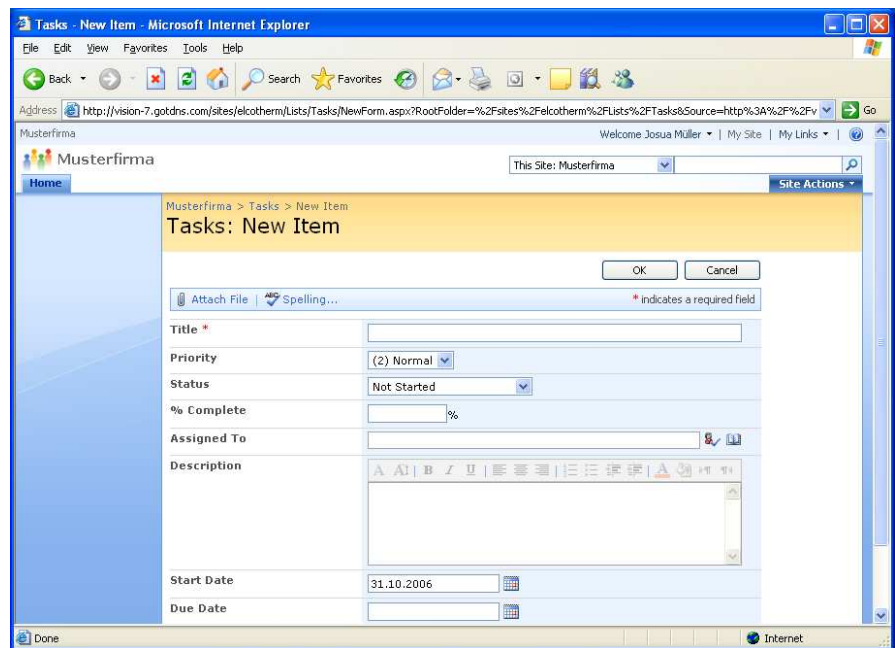 Tasks - New Item - Microsoft Internet Explorer
File Edit View Favorites Tools Help
Back Search Favorites
Address http://vision-7.gotdns.com/sites/elcotherm/Lists/Tasks/NewForm.aspx?RootFolder=%2Fsites%2Felcotherm%2FLists%2FTasks&Source=http%3A%2F%2Fv Go
Musterfirma Welcome Josua Müller | My Site | My Links |
Musterfirma This Site: Musterfirma
Home Site Actions
Musterfirma > Tasks > New Item
Tasks: New Item
OK Cancel
Attach File | ABC Spelling... * indicates a required field
Title *
Priority (2) Normal
Status Not Started
% Complete %
Assigned To
Description A A | B I U | A
Start Date 31.10.2006
Due Date
Done Internet